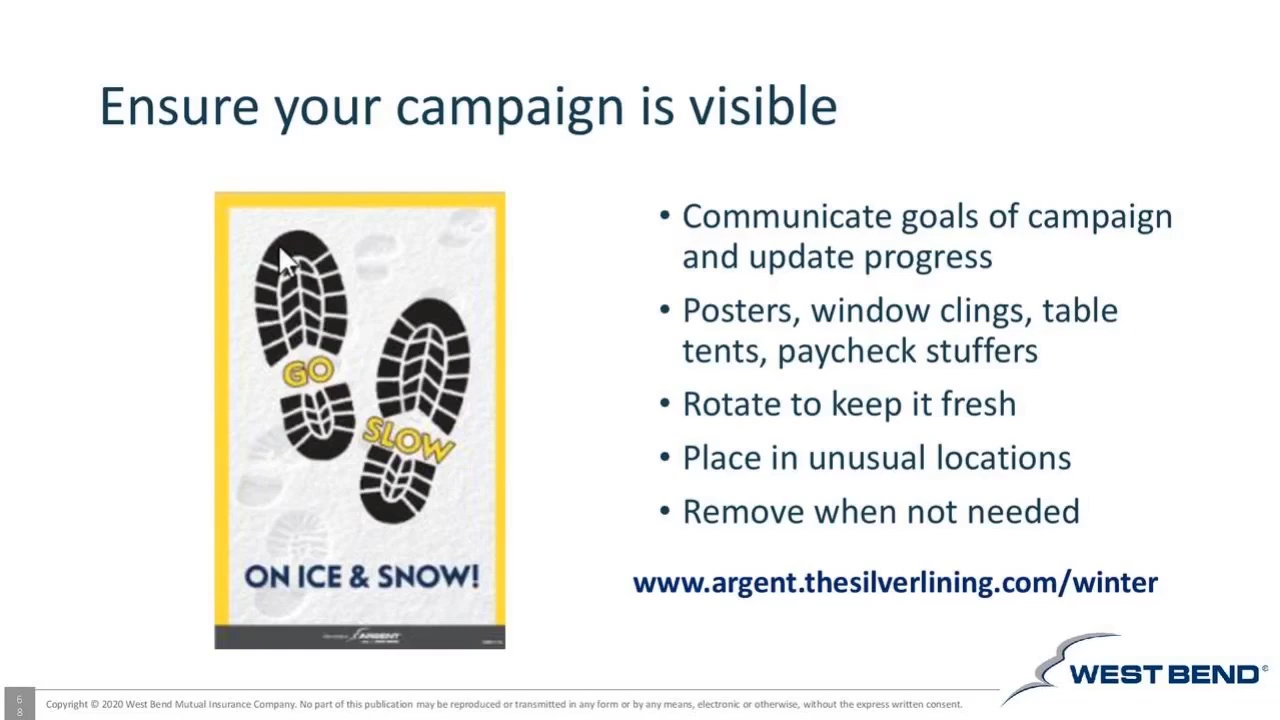 Ensure your campaign is visible
GO
SLOW
ON ICE & SNOW!
ARGENT
• Communicate goals of campaign
and update progress
• Posters, window clings, table
tents, paycheck stuffers
• Rotate to keep it fresh
• Place in unusual locations
• Remove when not needed
www.argent.thesilverlining.com/winter
WEST BEND®
6
8
Copyright © 2020 West Bend Mutual Insurance Company. No part of this publication may be reproduced or transmitted in any form or by any means, electronic or otherwise, without the express written consent.